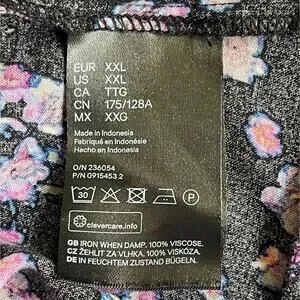 EUR XXL
US XXL
CA TTG
CN 175/128A
MX XXG
Made in Indonesia
Fabriqué en Indonésie
Hecho en Indonesia
O/N 236054
P/N 0915453 2
30 P
clevercare.info
GB IRON WHEN DAMP. 100% VISCOSE.
CZ ŽEHLIT ZA VLHKA. 100% VISKÓZA.
DE IN FEUCHTEM ZUSTAND BÜGELN.